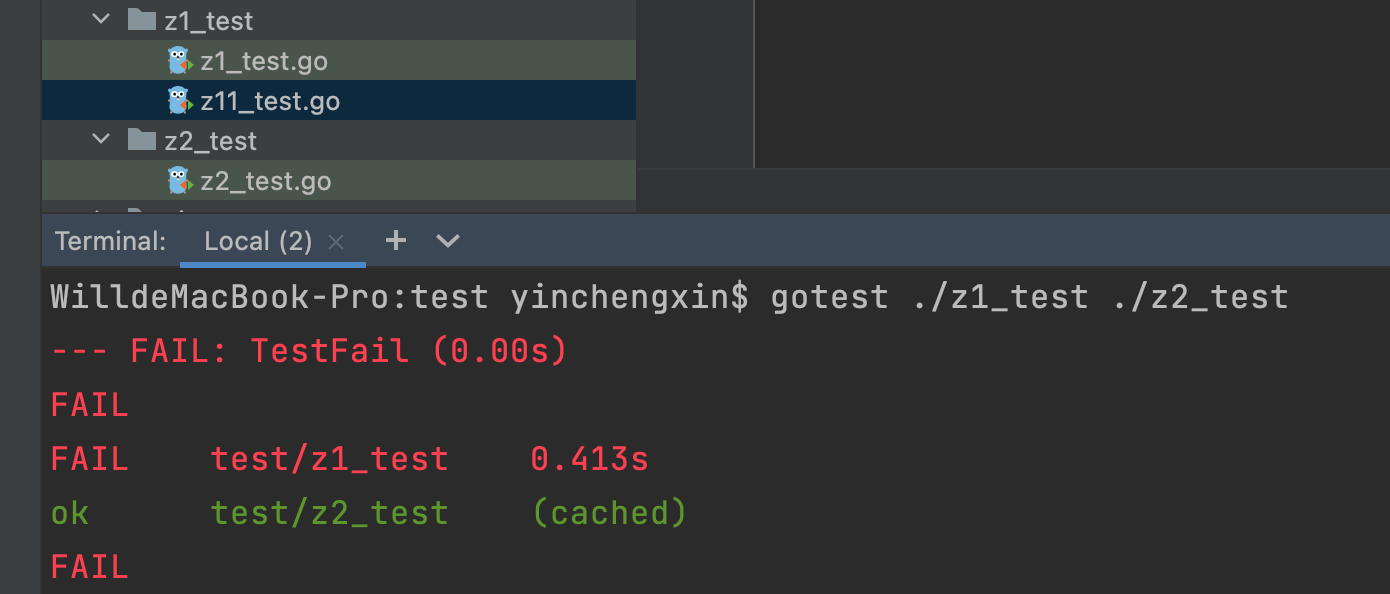 z1_test
z1_test.go
z11_test.go
z2_test
z2_test.go
Terminal: Local (2)
WilldeMacBook-Pro:test yinchengxin$ gotest ./z1_test ./z2_test
--- FAIL: TestFail (0.00s)
FAIL
FAIL test/z1_test 0.413s
ok test/z2_test (cached)
FAIL